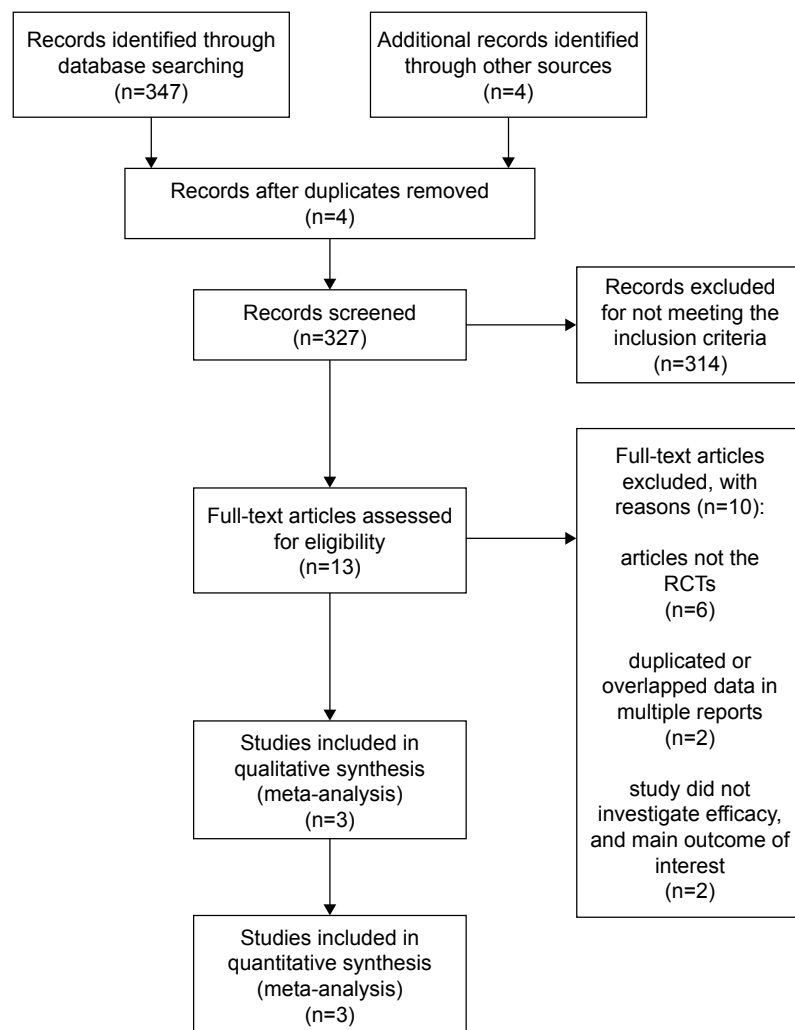 Records identified through
database searching
(n=347)
Additional records identified
through other sources
(n=4)
Records after duplicates removed
(n=4)
Records screened
(n=327)
Records excluded
for not meeting the
inclusion criteria
(n=314)
Full-text articles assessed
for eligibility
(n=13)
Full-text articles
excluded, with
reasons (n=10):
articles not the
RCTs
(n=6)
duplicated or
overlapped data in
multiple reports
(n=2)
study did not
investigate efficacy,
and main outcome of
interest
(n=2)
Studies included in
qualitative synthesis
(meta-analysis)
(n=3)
Studies included in
quantitative synthesis
(meta-analysis)
(n=3)